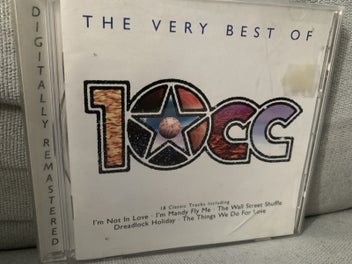 THE VERY BEST OF
10CC
18 Classic Tracks Including
I'm Not In Love · I'm Mandy Fly Me · The Wall Street Shuffle
Dreadlock Holiday · The Things We Do For Love
DIGITALLY REMASTERED